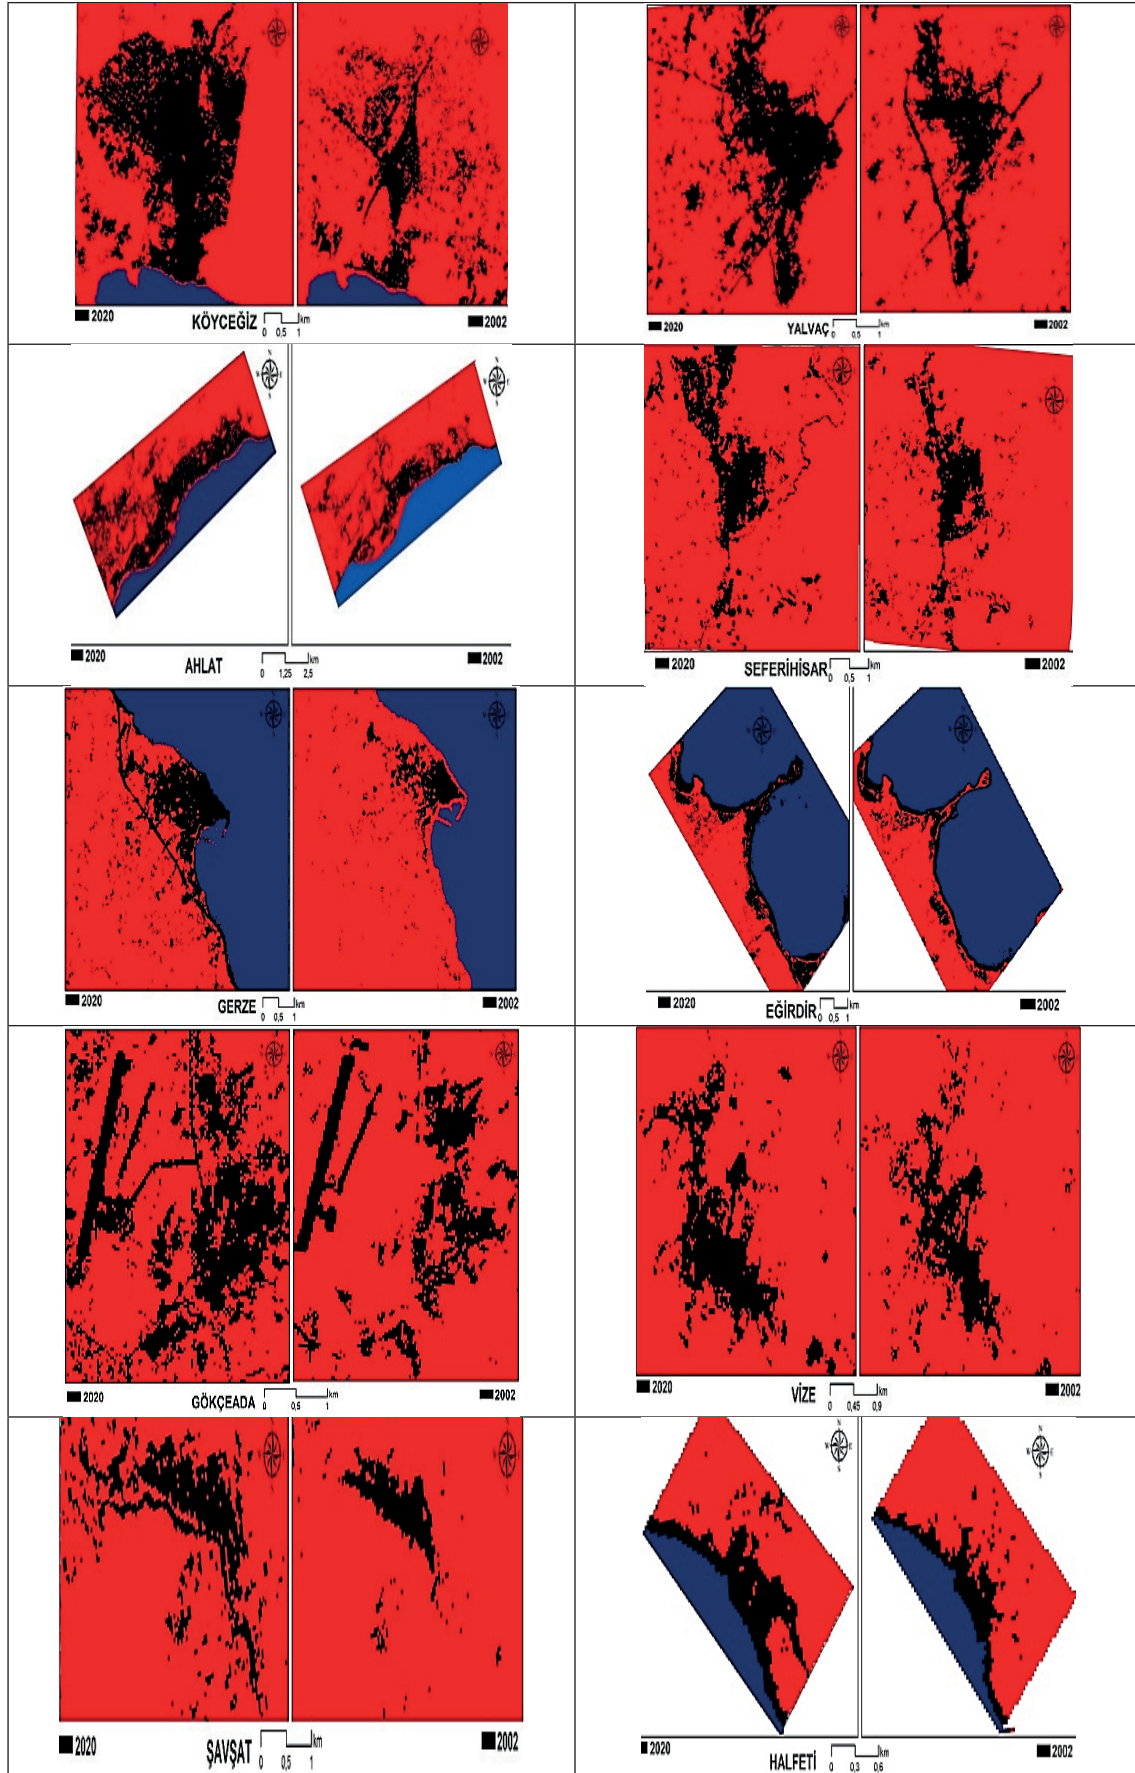 2020 KÖYCEĞİZ 0 0,5 1 km 2002
2020 YALVAÇ 0 0,5 1 km 2002
2020 AHLAT 0 1,25 2,5 km 2002
2020 SEFERİHİSAR 0 0,5 1 km 2002
2020 GERZE 0 0,5 1 km 2002
2020 EĞİRDİR 0 0,5 1 km 2002
2020 GÖKÇEADA 0 0,5 1 km 2002
2020 VİZE 0 0,45 0,9 km 2002
2020 ŞAVŞAT 0 0,5 1 km 2002
2020 HALFETİ 0 0,3 0,6 km 2002